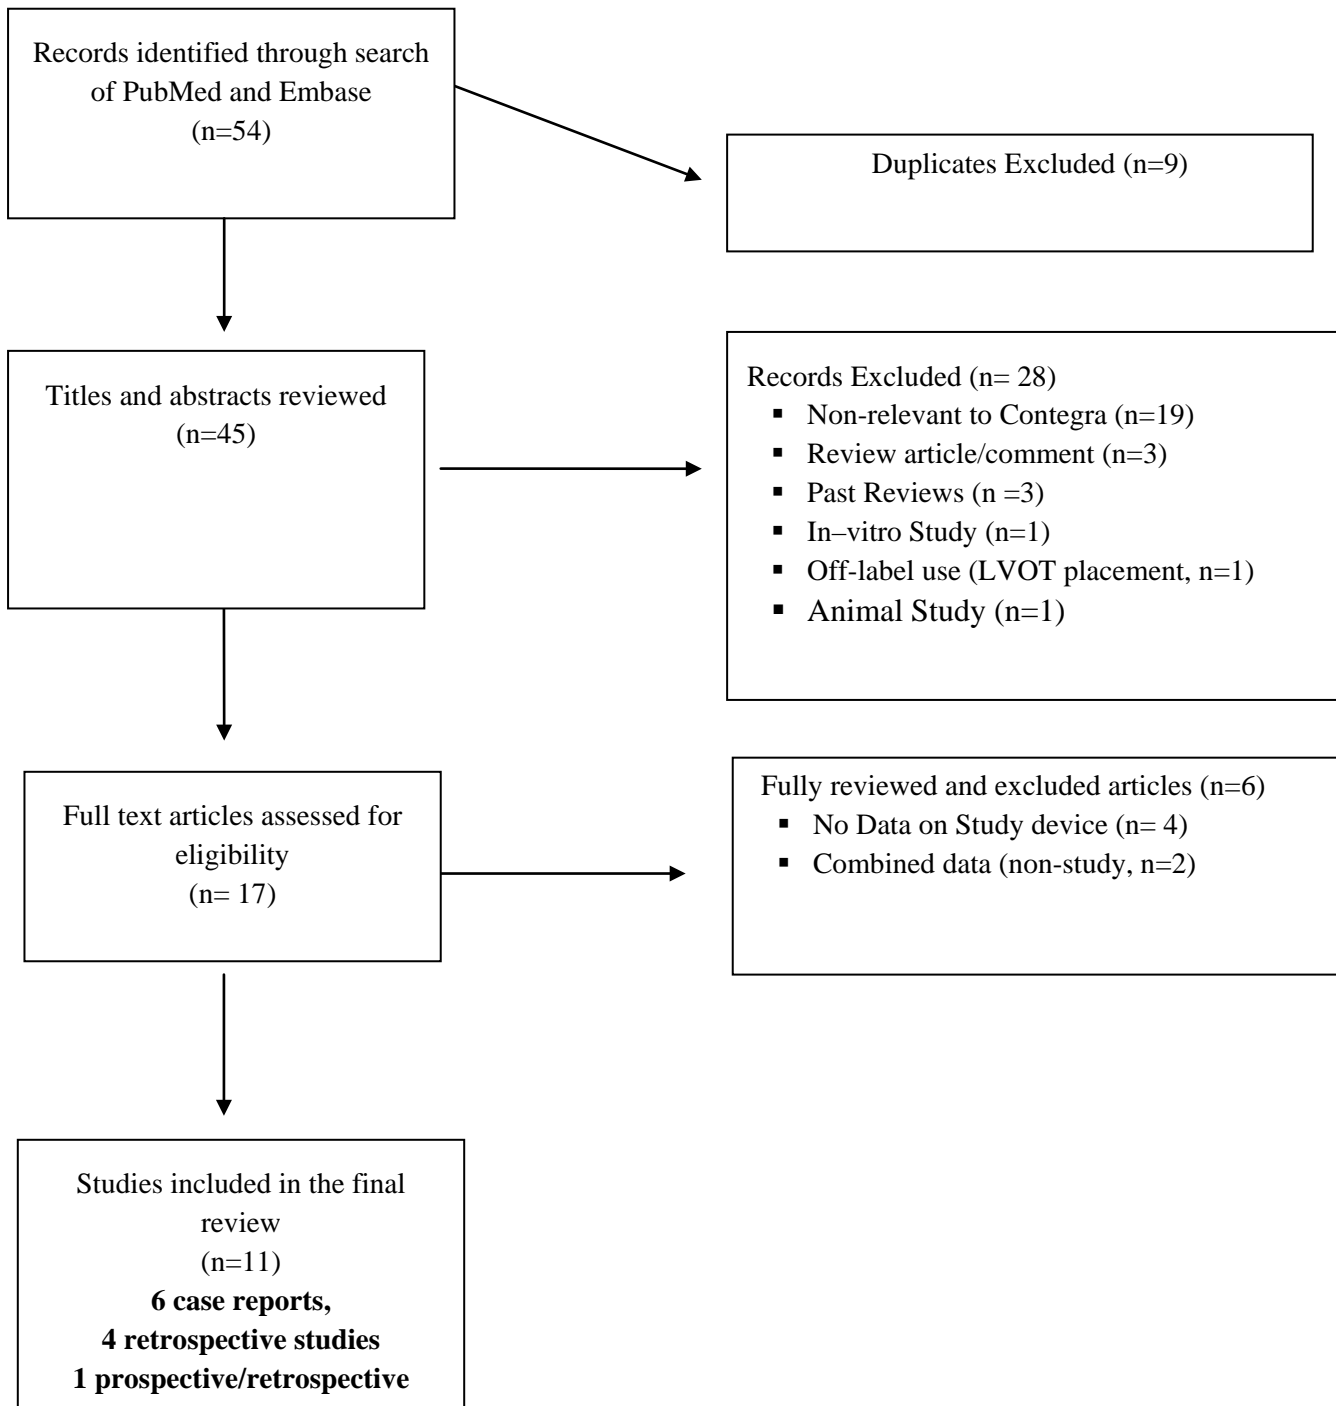 Records identified through search
of PubMed and Embase
(n=54)
Duplicates Excluded (n=9)
Titles and abstracts reviewed
(n=45)
Records Excluded (n= 28)
▪ Non-relevant to Contegra (n=19)
▪ Review article/comment (n=3)
▪ Past Reviews (n =3)
▪ In–vitro Study (n=1)
▪ Off-label use (LVOT placement, n=1)
▪ Animal Study (n=1)
Full text articles assessed for
eligibility
(n= 17)
Fully reviewed and excluded articles (n=6)
▪ No Data on Study device (n= 4)
▪ Combined data (non-study, n=2)
Studies included in the final
review
(n=11)
6 case reports,
4 retrospective studies
1 prospective/retrospective